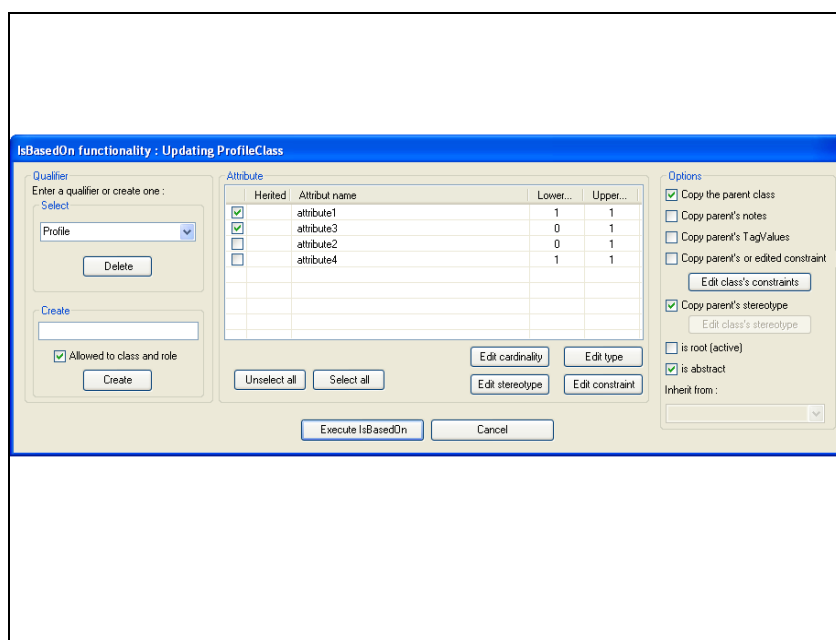 IsBasedOn functionality : Updating ProfileClass
Qualifier
Enter a qualifier or create one :
Select
Profile
Delete
Create
Allowed to class and role
Create
Attribute
Herited Attribut name Lower... Upper...
attribute1 1 1
attribute3 0 1
attribute2 0 1
attribute4 1 1
Edit cardinality Edit type
Unselect all Select all Edit stereotype Edit constraint
Options
Copy the parent class
Copy parent's notes
Copy parent's TagValues
Copy parent's or edited constraint
Edit class's constraints
Copy parent's stereotype
Edit class's stereotype
is root (active)
is abstract
Inherit from :
Execute IsBasedOn Cancel